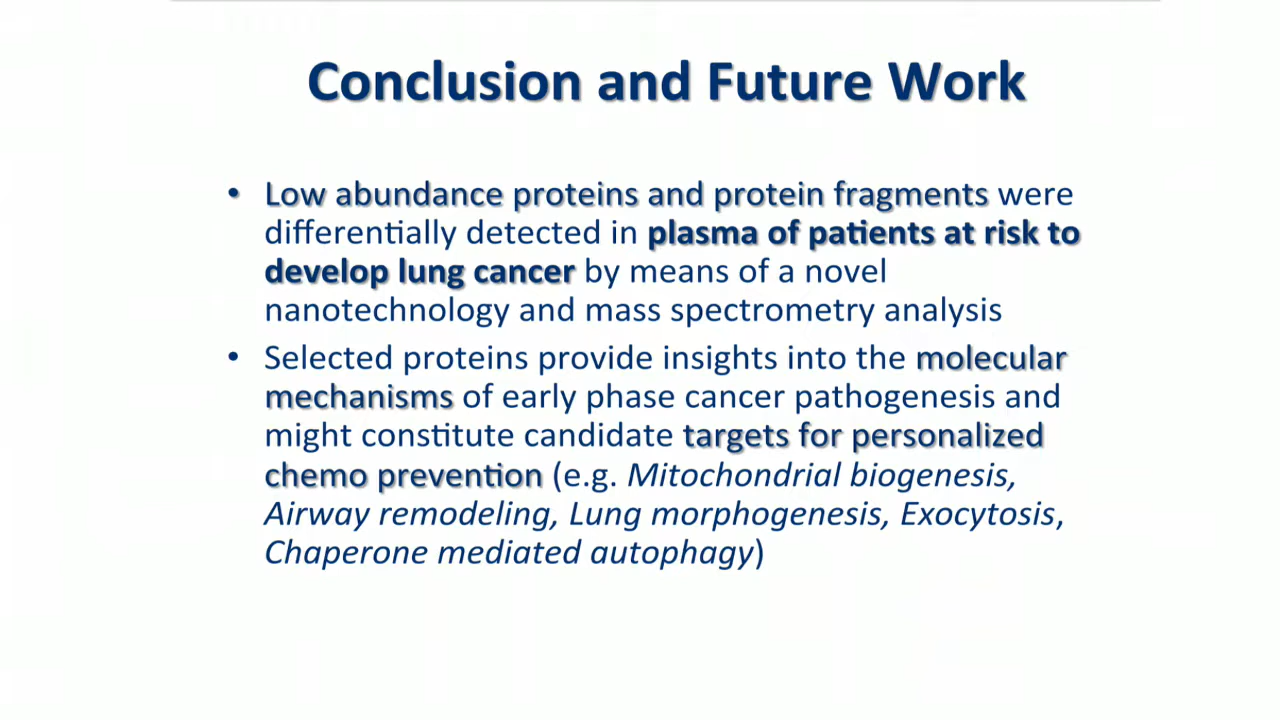 Conclusion and Future Work
• Low abundance proteins and protein fragments were
differentially detected in plasma of patients at risk to
develop lung cancer by means of a novel
nanotechnology and mass spectrometry analysis
• Selected proteins provide insights into the molecular
mechanisms of early phase cancer pathogenesis and
might constitute candidate targets for personalized
chemo prevention (e.g. Mitochondrial biogenesis,
Airway remodeling, Lung morphogenesis, Exocytosis,
Chaperone mediated autophagy)